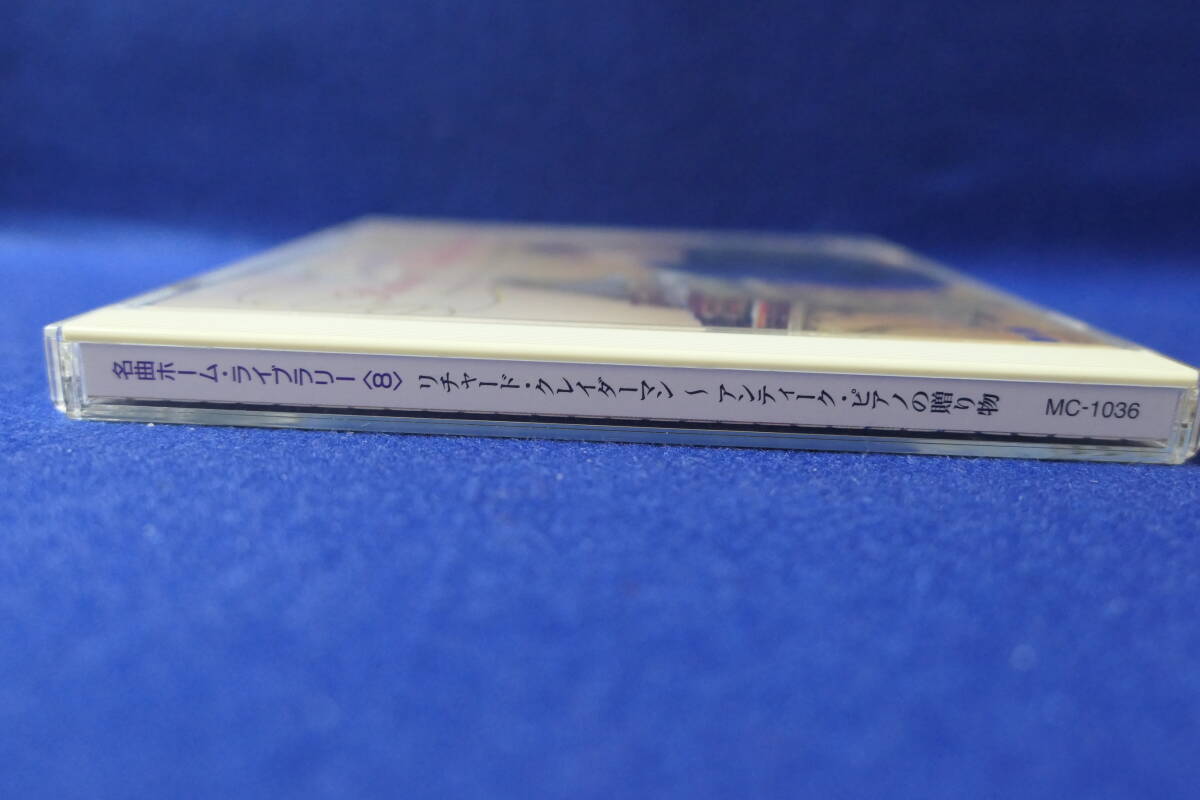 名曲ホーム・ライブラリー〈8〉 リチャード・クレイダーマン 〜 アンティーク・ピアノの贈り物 MC-1036